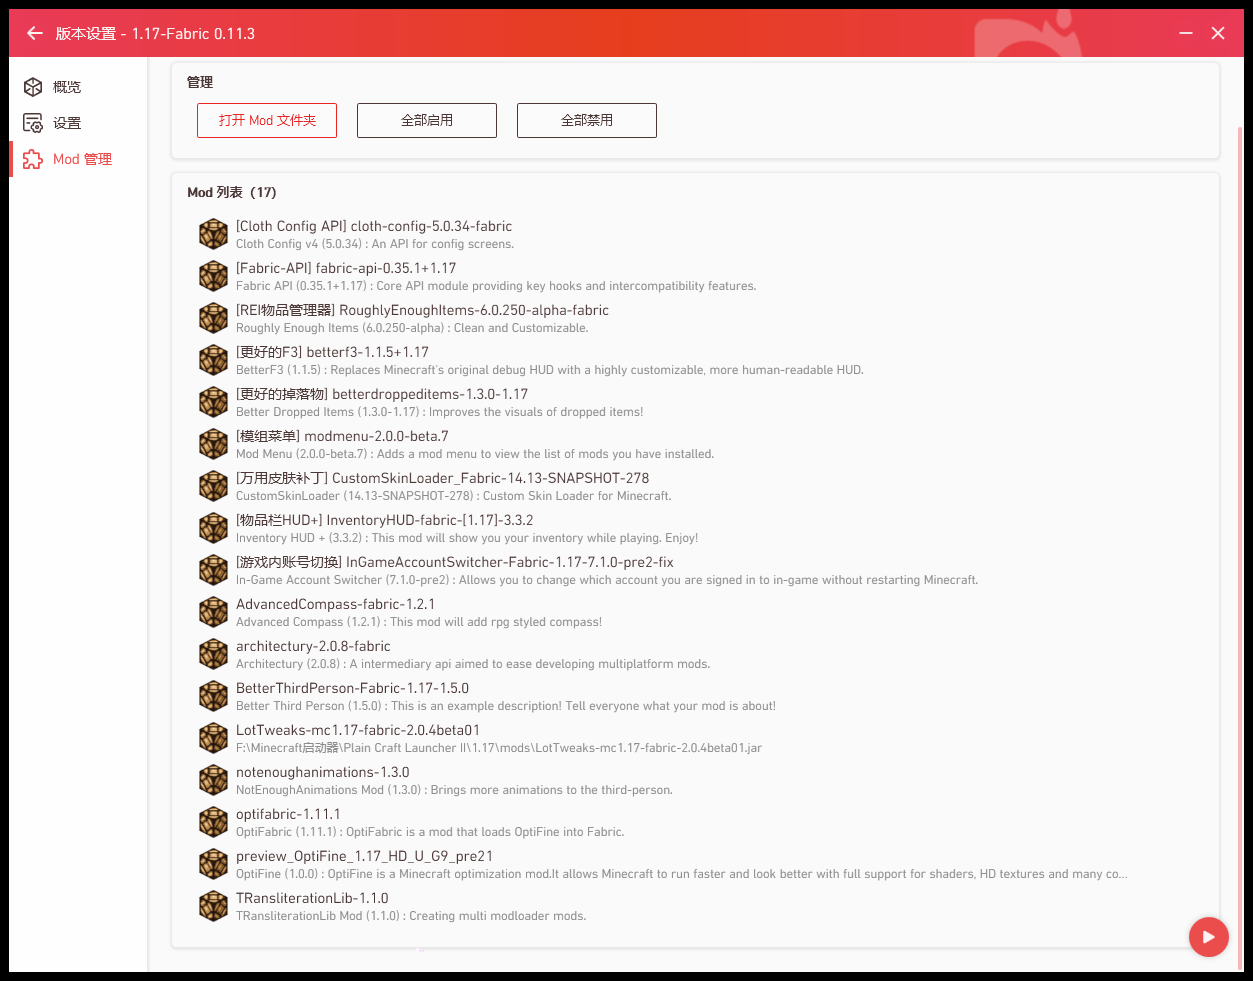 版本设置 - 1.17-Fabric 0.11.3
概览
设置
Mod 管理
管理
打开 Mod 文件夹
全部启用
全部禁用
Mod 列表（17）
[Cloth Config API] cloth-config-5.0.34-fabric
Cloth Config v4 (5.0.34) : An API for config screens.
[Fabric-API] fabric-api-0.35.1+1.17
Fabric API (0.35.1+1.17) : Core API module providing key hooks and intercompatibility features.
[REI物品管理器] RoughlyEnoughItems-6.0.250-alpha-fabric
Roughly Enough Items (6.0.250-alpha) : Clean and Customizable.
[更好的F3] betterf3-1.1.5+1.17
BetterF3 (1.1.5) : Replaces Minecraft's original debug HUD with a highly customizable, more human-readable HUD.
[更好的掉落物] betterdroppeditems-1.3.0-1.17
Better Dropped Items (1.3.0-1.17) : Improves the visuals of dropped items!
[模组菜单] modmenu-2.0.0-beta.7
Mod Menu (2.0.0-beta.7) : Adds a mod menu to view the list of mods you have installed.
[万用皮肤补丁] CustomSkinLoader_Fabric-14.13-SNAPSHOT-278
CustomSkinLoader (14.13-SNAPSHOT-278) : Custom Skin Loader for Minecraft.
[物品栏HUD+] InventoryHUD-fabric-[1.17]-3.3.2
Inventory HUD + (3.3.2) : This mod will show you your inventory while playing. Enjoy!
[游戏内账号切换] InGameAccountSwitcher-Fabric-1.17-7.1.0-pre2-fix
In-Game Account Switcher (7.1.0-pre2) : Allows you to change which account you are signed in to in-game without restarting Minecraft.
AdvancedCompass-fabric-1.2.1
Advanced Compass (1.2.1) : This mod will add rpg styled compass!
architectury-2.0.8-fabric
Architectury (2.0.8) : A intermediary api aimed to ease developing multiplatform mods.
BetterThirdPerson-Fabric-1.17-1.5.0
Better Third Person (1.5.0) : This is an example description! Tell everyone what your mod is about!
LotTweaks-mc1.17-fabric-2.0.4beta01
F:\Minecraft启动器\Plain Craft Launcher II\1.17\mods\LotTweaks-mc1.17-fabric-2.0.4beta01.jar
notenoughanimations-1.3.0
NotEnoughAnimations Mod (1.3.0) : Brings more animations to the third-person.
optifabric-1.11.1
OptiFabric (1.11.1) : OptiFabric is a mod that loads OptiFine into Fabric.
preview_OptiFine_1.17_HD_U_G9_pre21
OptiFine (1.0.0) : OptiFine is a Minecraft optimization mod.It allows Minecraft to run faster and look better with full support for shaders, HD textures and many co...
TRansliterationLib-1.1.0
TRansliterationLib Mod (1.1.0) : Creating multi modloader mods.